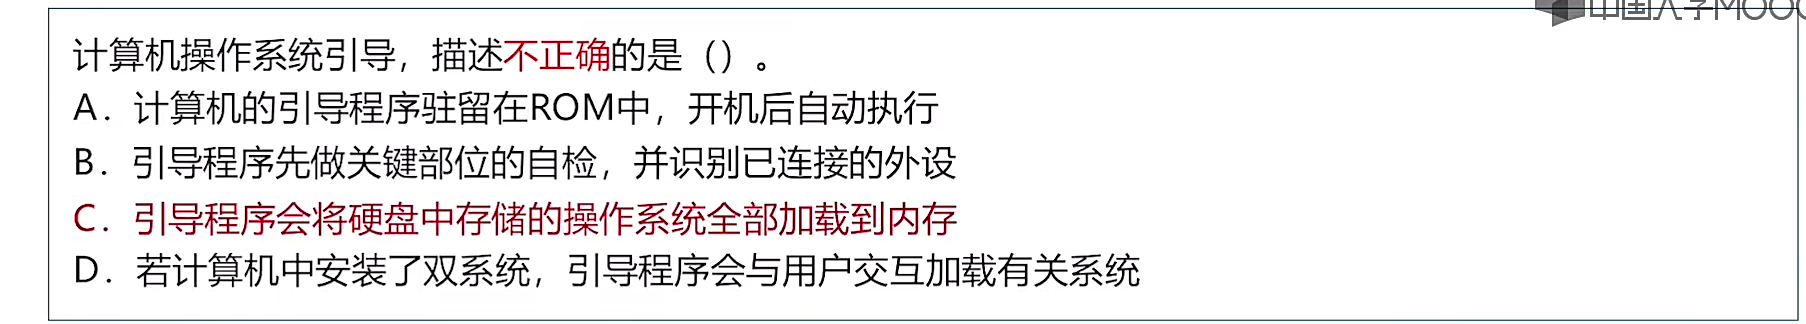 中国大学MOOC
计算机操作系统引导，描述不正确的是（）。
A．计算机的引导程序驻留在ROM中，开机后自动执行
B．引导程序先做关键部位的自检，并识别已连接的外设
C．引导程序会将硬盘中存储的操作系统全部加载到内存
D．若计算机中安装了双系统，引导程序会与用户交互加载有关系统